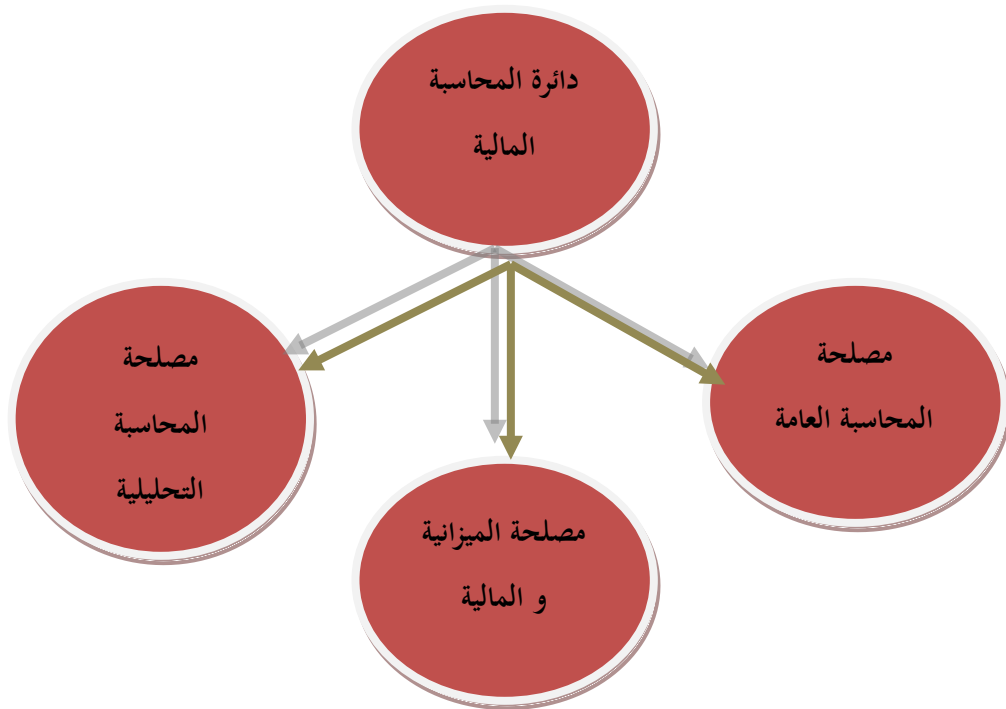 دائرة المحاسبة
المالية
مصلحة
المحاسبة العامة
مصلحة الميزانية
و المالية
مصلحة
المحاسبة
التحليلية